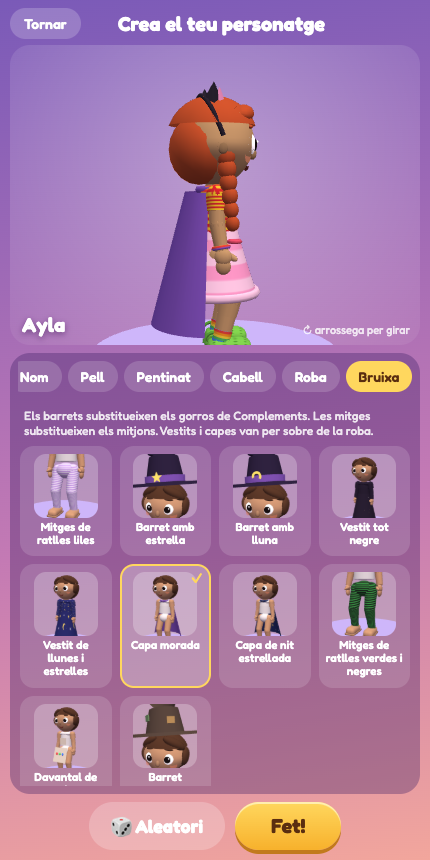 Tornar
Crea el teu personatge
Ayla
↻ arrossega per girar
Nom
Pell
Pentinat
Cabell
Roba
Bruixa
Els barrets substitueixen els gorros de Complements. Les mitges
substitueixen els mitjons. Vestits i capes van per sobre de la roba.
Mitges de
ratlles liles
Barret amb
estrella
Barret amb
lluna
Vestit tot
negre
Vestit de
llunes i
estrelles
Capa morada
Capa de nit
estrellada
Mitges de
ratlles verdes i
negres
Davantal de
Barret
Aleatori
Fet!